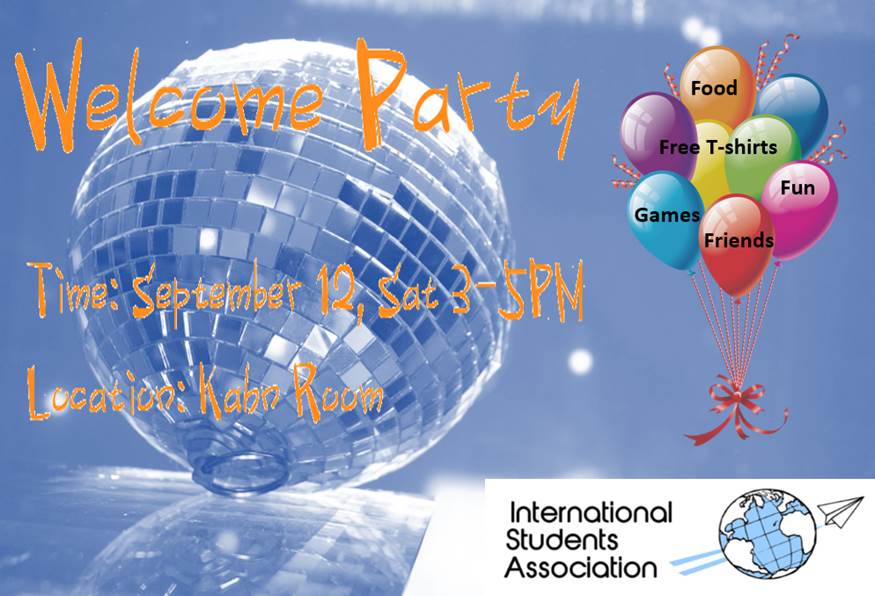 Welcome Party
Time: September 12, Sat 3-5PM
Location: Kabn Room
Food
Free T-shirts
Fun
Games
Friends
International
Students
Association